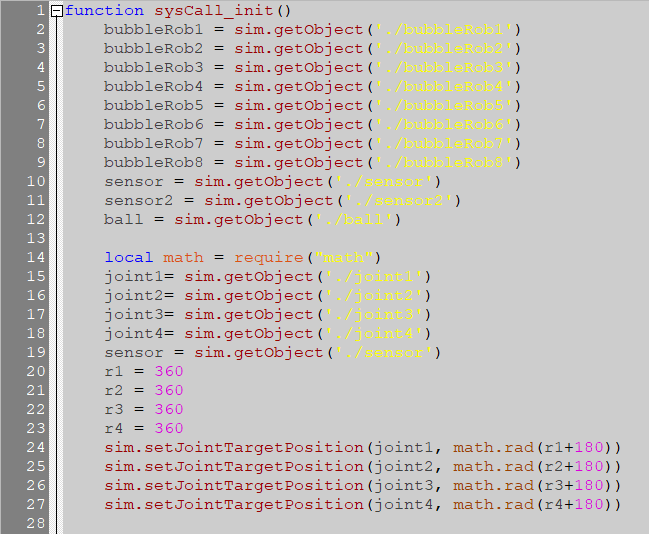 1 function sysCall_init()
2 bubbleRob1 = sim.getObject('./bubbleRob1')
3 bubbleRob2 = sim.getObject('./bubbleRob2')
4 bubbleRob3 = sim.getObject('./bubbleRob3')
5 bubbleRob4 = sim.getObject('./bubbleRob4')
6 bubbleRob5 = sim.getObject('./bubbleRob5')
7 bubbleRob6 = sim.getObject('./bubbleRob6')
8 bubbleRob7 = sim.getObject('./bubbleRob7')
9 bubbleRob8 = sim.getObject('./bubbleRob8')
10 sensor = sim.getObject('./sensor')
11 sensor2 = sim.getObject('./sensor2')
12 ball = sim.getObject('./ball')
13
14 local math = require("math")
15 joint1= sim.getObject('./joint1')
16 joint2= sim.getObject('./joint2')
17 joint3= sim.getObject('./joint3')
18 joint4= sim.getObject('./joint4')
19 sensor = sim.getObject('./sensor')
20 r1 = 360
21 r2 = 360
22 r3 = 360
23 r4 = 360
24 sim.setJointTargetPosition(joint1, math.rad(r1+180))
25 sim.setJointTargetPosition(joint2, math.rad(r2+180))
26 sim.setJointTargetPosition(joint3, math.rad(r3+180))
27 sim.setJointTargetPosition(joint4, math.rad(r4+180))
28